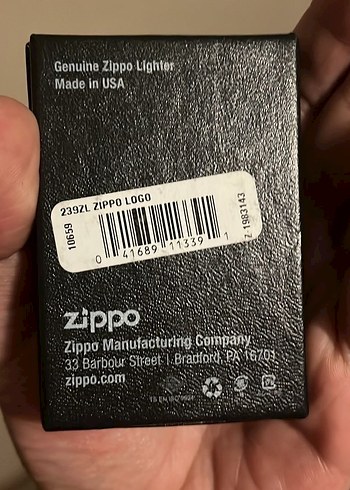 Genuine Zippo Lighter
Made in USA
239ZL ZIPPO LOGO
10659
0 41689 11339 1
Z-1983143
zippo
Zippo Manufacturing Company
33 Barbour Street | Bradford, PA 16701
zippo.com